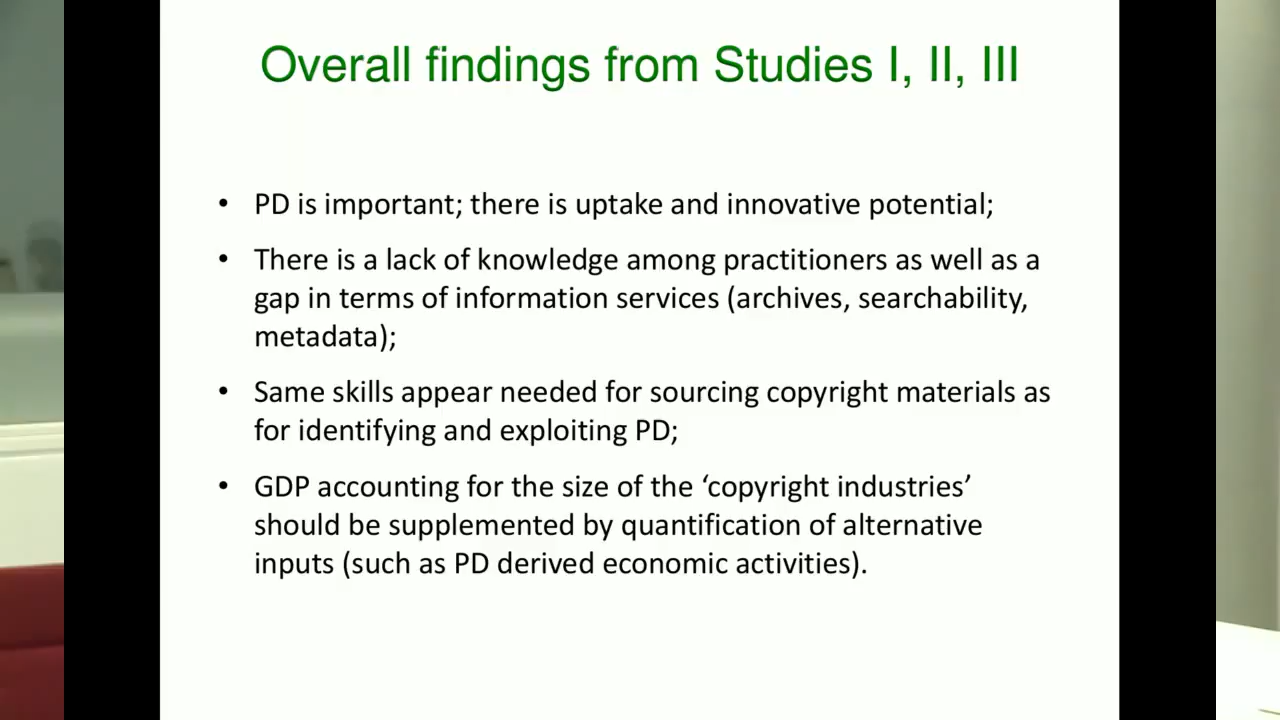 Overall findings from Studies I, II, III
• PD is important; there is uptake and innovative potential;
• There is a lack of knowledge among practitioners as well as a
gap in terms of information services (archives, searchability,
metadata);
• Same skills appear needed for sourcing copyright materials as
for identifying and exploiting PD;
• GDP accounting for the size of the ‘copyright industries’
should be supplemented by quantification of alternative
inputs (such as PD derived economic activities).